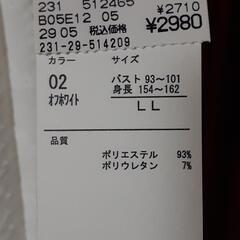 231 512465 ¥2710
B05E12 05
2905 税込価格 ¥2980
231-29-514209
カラー サイズ
02 バスト 93〜101
オフホワイト 身長 154〜162
LL
品質
ポリエステル 93%
ポリウレタン 7%